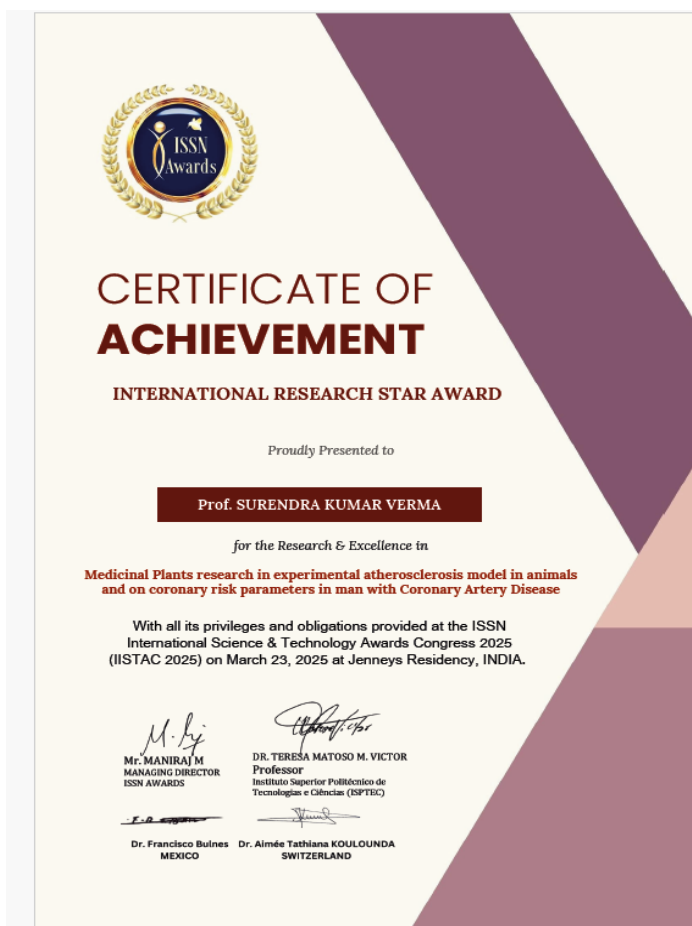 ISSN
Awards
CERTIFICATE OF
ACHIEVEMENT
INTERNATIONAL RESEARCH STAR AWARD
Proudly Presented to
Prof. SURENDRA KUMAR VERMA
for the Research & Excellence in
Medicinal Plants research in experimental atherosclerosis model in animals
and on coronary risk parameters in man with Coronary Artery Disease
With all its privileges and obligations provided at the ISSN
International Science & Technology Awards Congress 2025
(IISTAC 2025) on March 23, 2025 at Jenneys Residency, INDIA.
Mr. MANIRAJ M
MANAGING DIRECTOR
ISSN AWARDS
DR. TERESA MATOSO M. VICTOR
Professor
Instituto Superior Politécnico de
Tecnologias e Ciências (ISPTEC)
Dr. Francisco Bulnes
MEXICO
Dr. Aimée Tathiana KOULOUNDA
SWITZERLAND